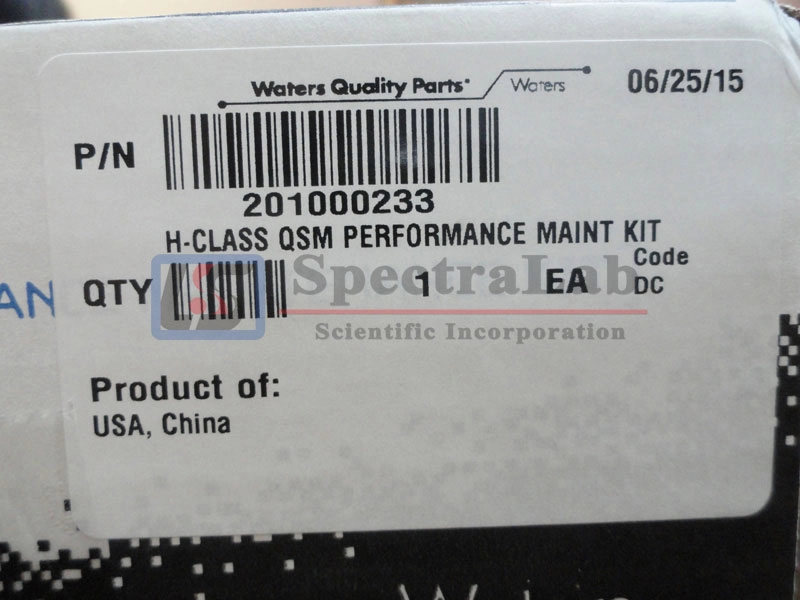 Waters Quality Parts
Waters
06/25/15
P/N
201000233
H-CLASS QSM PERFORMANCE MAINT KIT
QTY 1 EA Code
DC
SpectraLab
Scientific Incorporation
AN
Product of:
USA, China